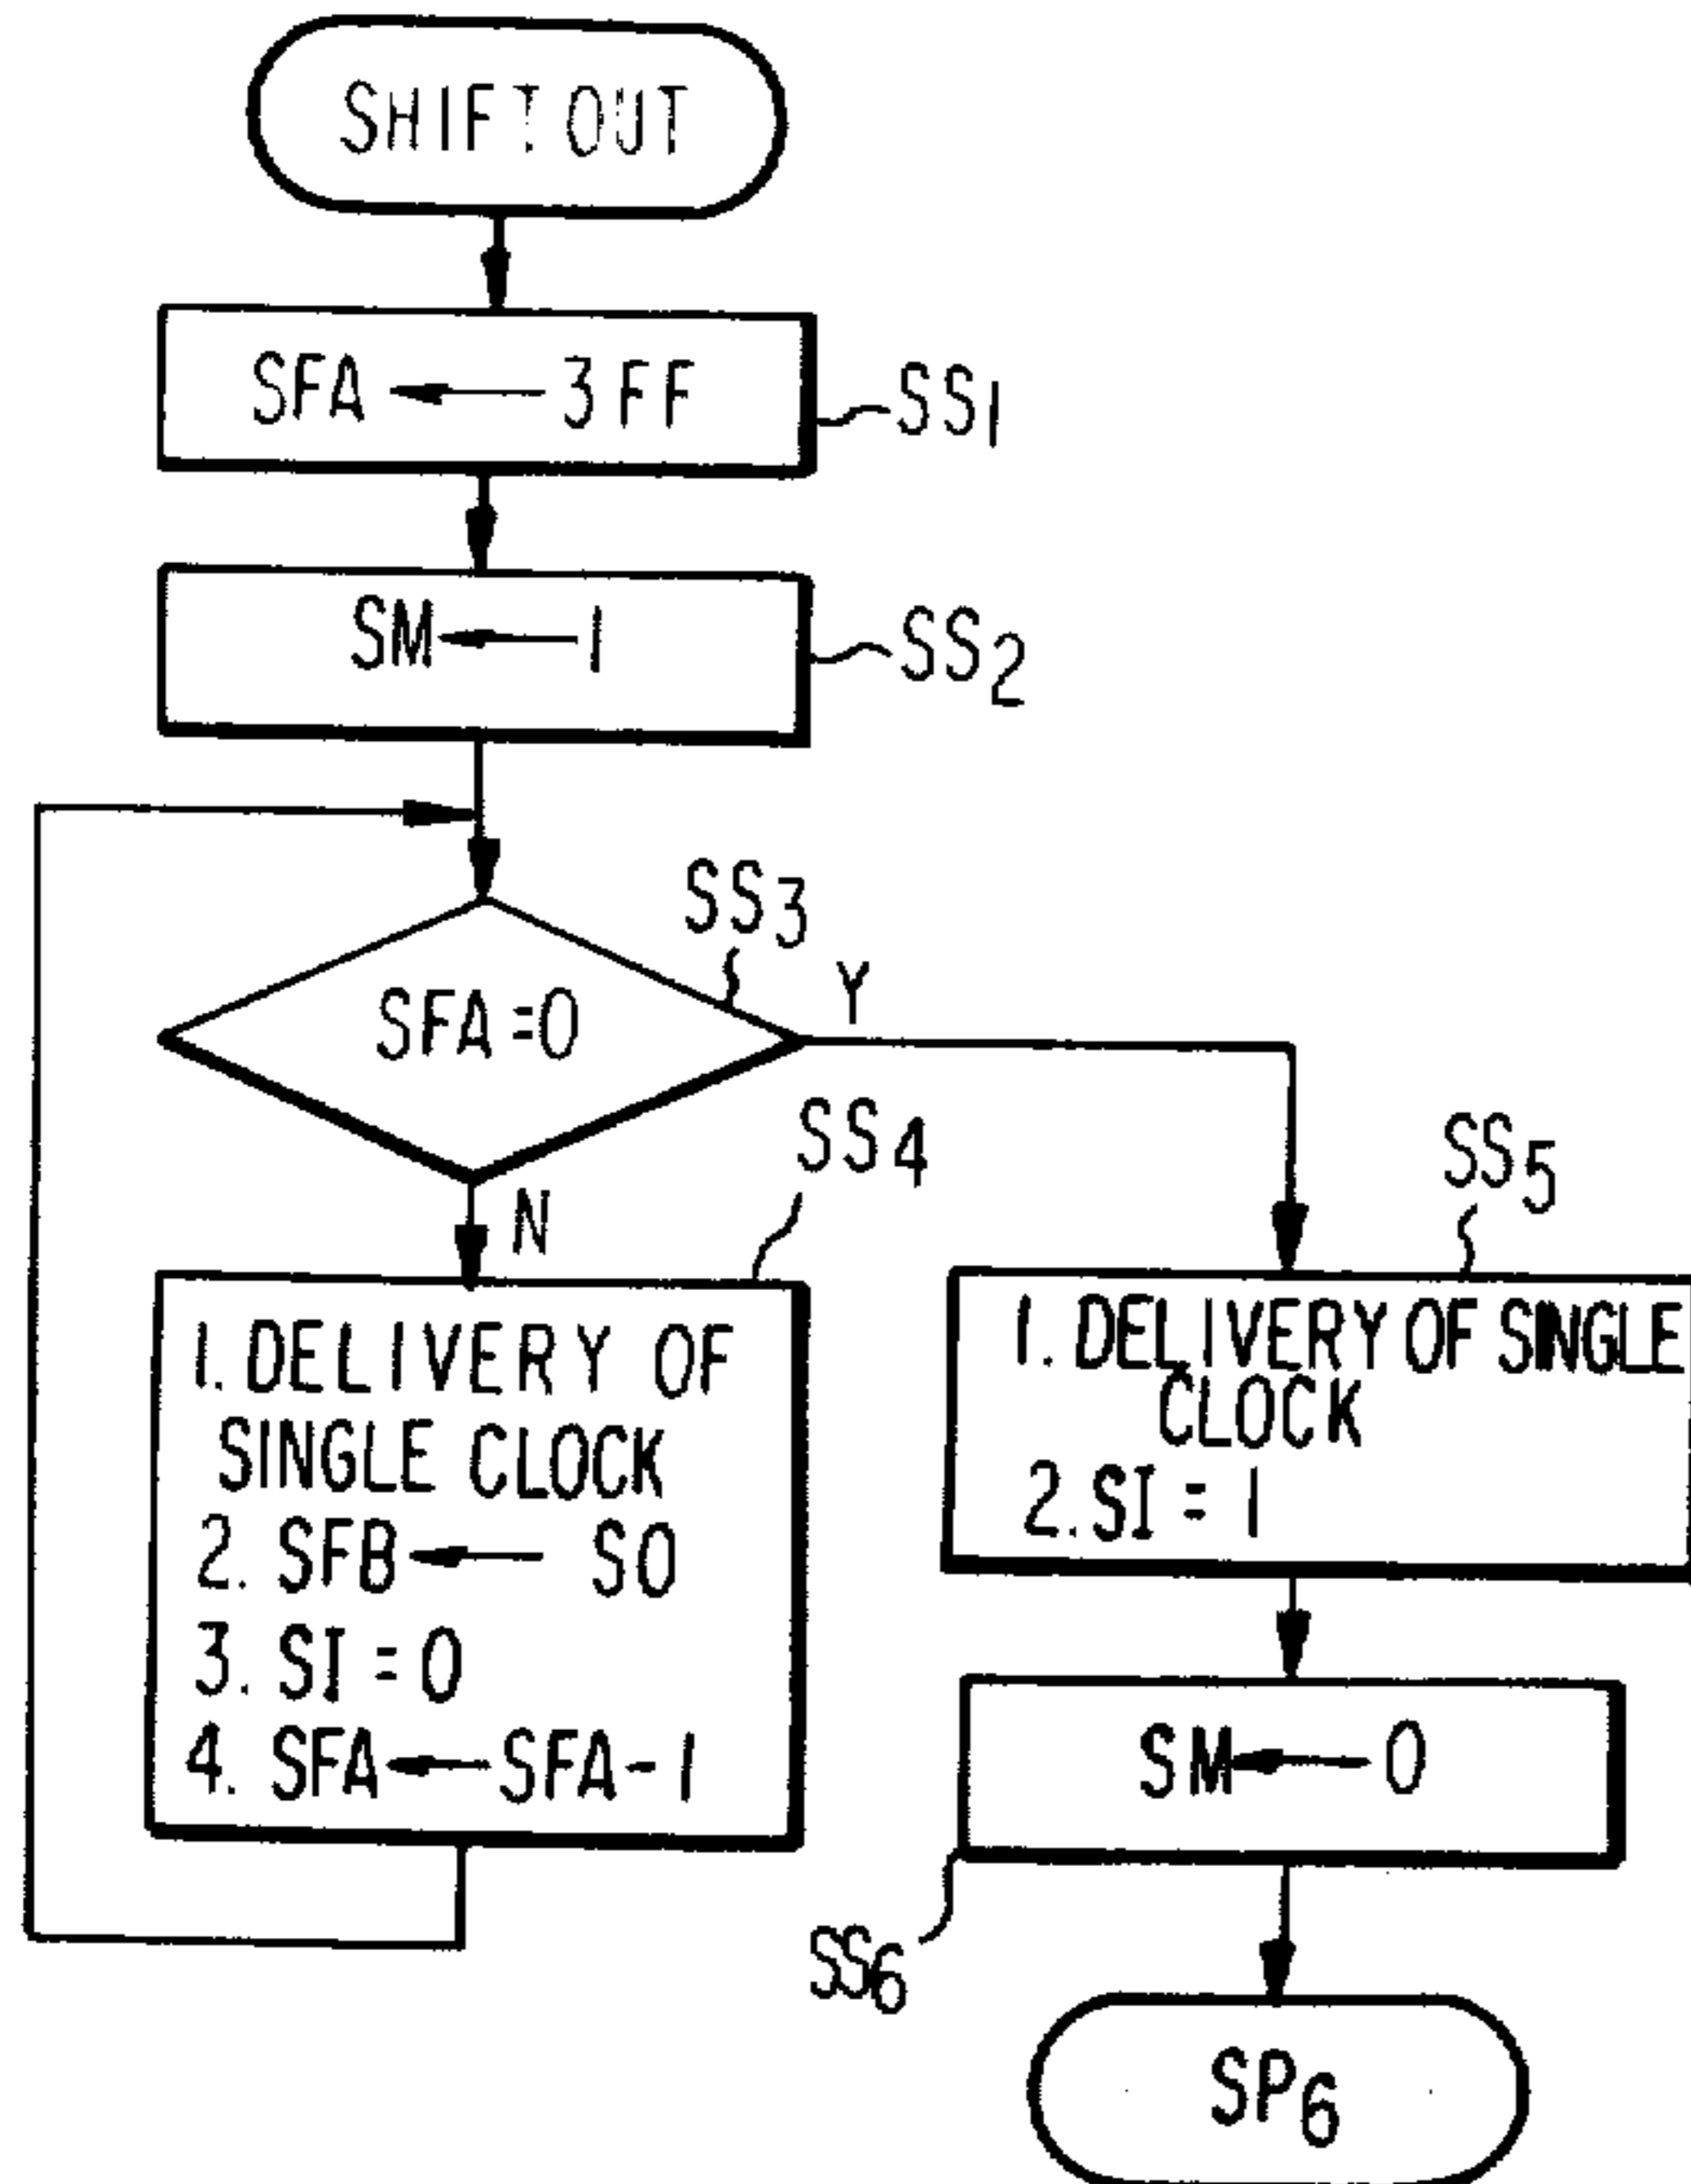 SHIFT OUT
SFA ← 3FF
SS1
SM ← 1
SS2
SS3
SFA = 0
Y
N
SS4
1. DELIVERY OF
SINGLE CLOCK
2. SFB ← SO
3. SI = 0
4. SFA ← SFA - 1
SS5
1. DELIVERY OF SINGLE
CLOCK
2. SI = 1
SM ← 0
SS6
SP6